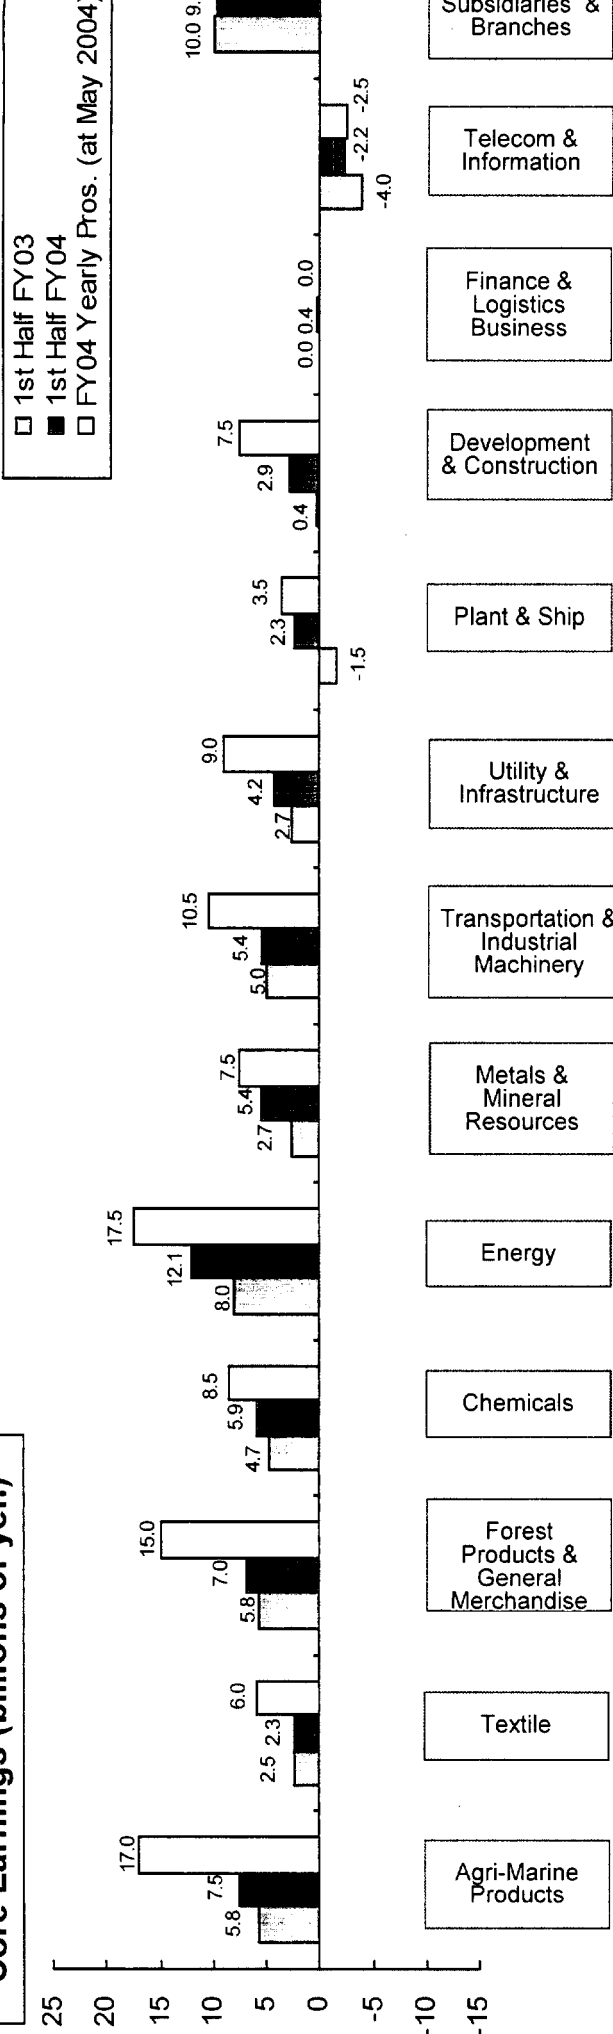 Earnings (billions of yen)
1st Half FY03
1st Half FY04
FY04 Yearly Pros. (at May 2004)
25
20
15
10
5
0
-5
-10
-15
5.8
7.5
17.0
2.5
2.3
6.0
5.8
7.0
15.0
4.7
5.9
8.5
8.0
12.1
17.5
2.7
5.4
7.5
5.0
5.4
10.5
2.7
4.2
9.0
-1.5
2.3
3.5
0.4
2.9
7.5
0.0
0.4
0.0
-4.0
-2.2
-2.5
10.0
Agri-Marine
Products
Textile
Forest
Products &
General
Merchandise
Chemicals
Energy
Metals &
Mineral
Resources
Transportation &
Industrial
Machinery
Utility &
Infrastructure
Plant & Ship
Development
& Construction
Finance &
Logistics
Business
Telecom &
Information
Subsidiaries &
Branches